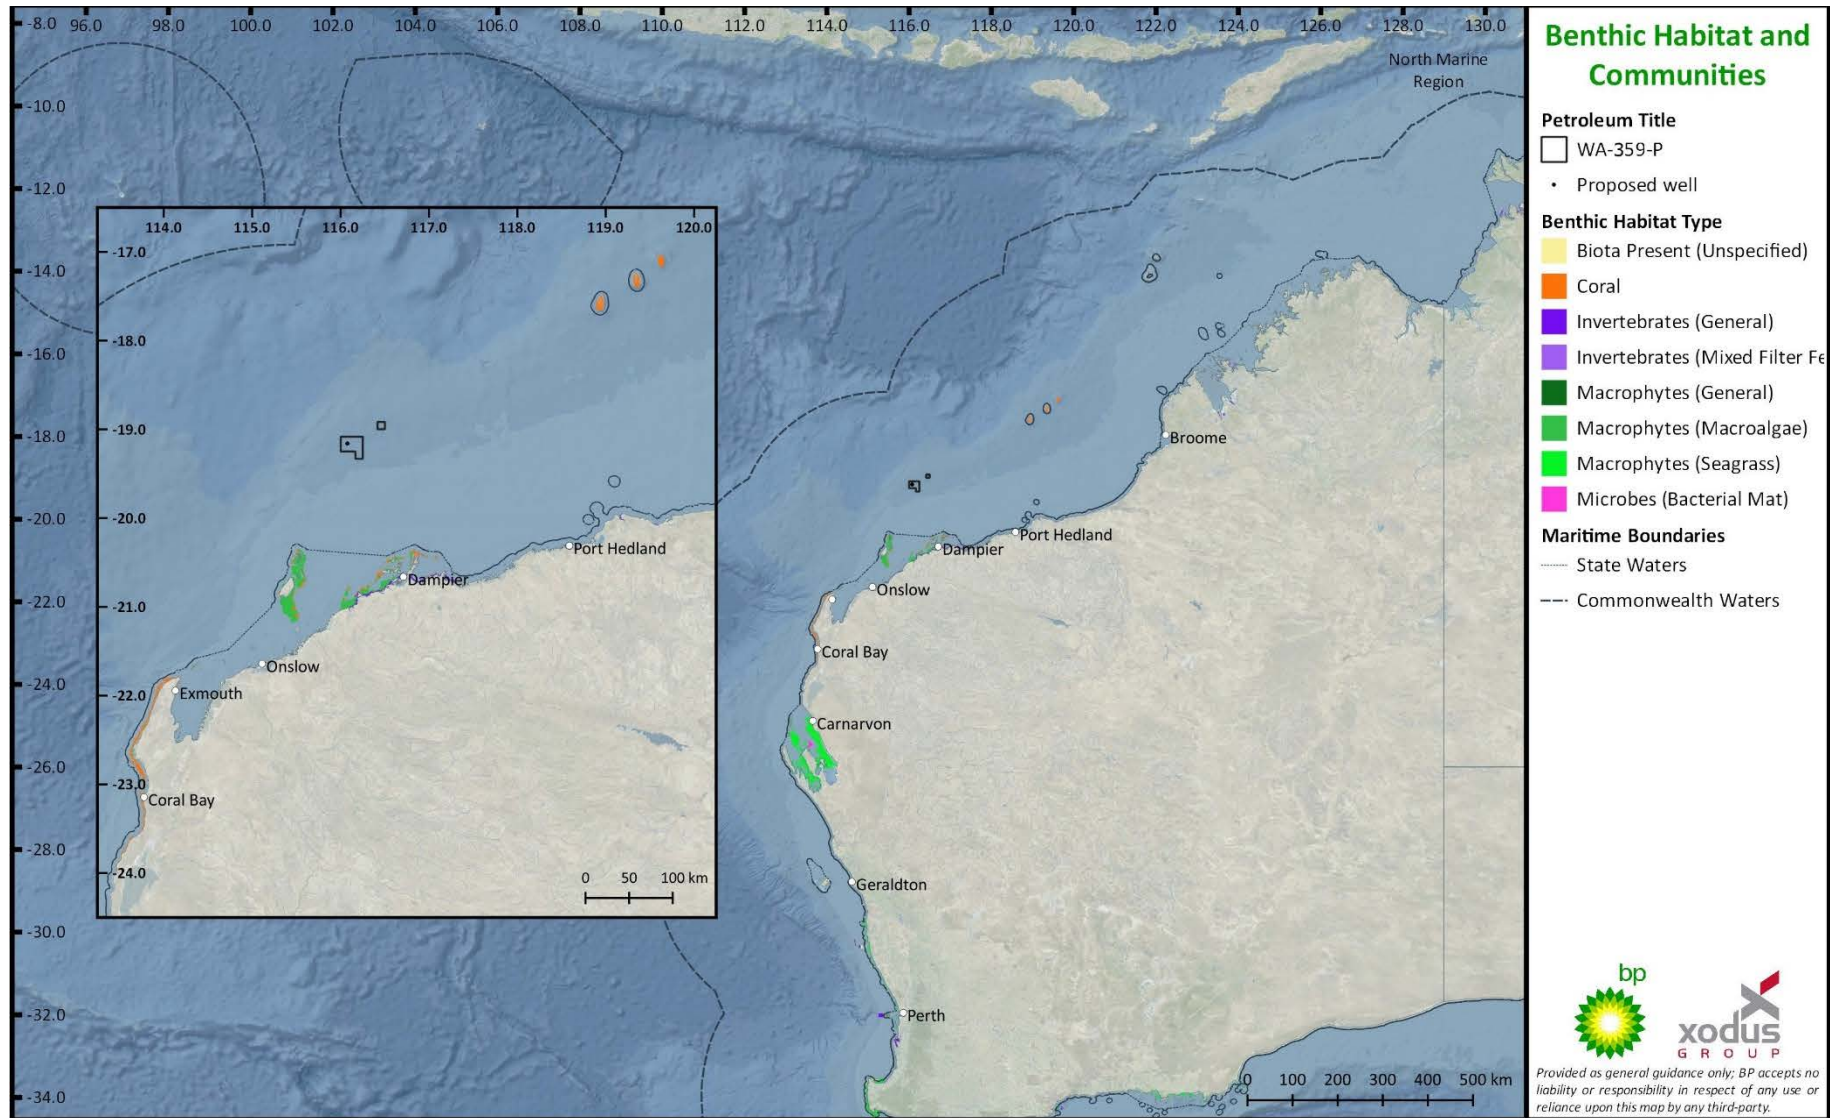 -8.0 96.0 98.0 100.0 102.0 104.0 106.0 108.0 110.0 112.0 114.0 116.0 118.0 120.0 122.0 124.0 126.0 128.0 130.0
North Marine
Region
-10.0
-12.0
-14.0
-16.0
-18.0
-20.0
-22.0
-24.0
-26.0
-28.0
-30.0
-32.0
-34.0
114.0 115.0 116.0 117.0 118.0 119.0 120.0
-17.0
-18.0
-19.0
-20.0
-21.0
-22.0
-23.0
-24.0
Port Hedland
Dampier
Onslow
Exmouth
Coral Bay
0 50 100 km
Broome
Port Hedland
Dampier
Onslow
Coral Bay
Carnarvon
Geraldton
Perth
0 100 200 300 400 500 km
Benthic Habitat and
Communities
Petroleum Title
WA-359-P
Proposed well
Benthic Habitat Type
Biota Present (Unspecified)
Coral
Invertebrates (General)
Invertebrates (Mixed Filter Fe
Macrophytes (General)
Macrophytes (Macroalgae)
Macrophytes (Seagrass)
Microbes (Bacterial Mat)
Maritime Boundaries
State Waters
Commonwealth Waters
bp
xodus
GROUP
Provided as general guidance only; BP accepts no
liability or responsibility in respect of any use or
reliance upon this map by any third-party.